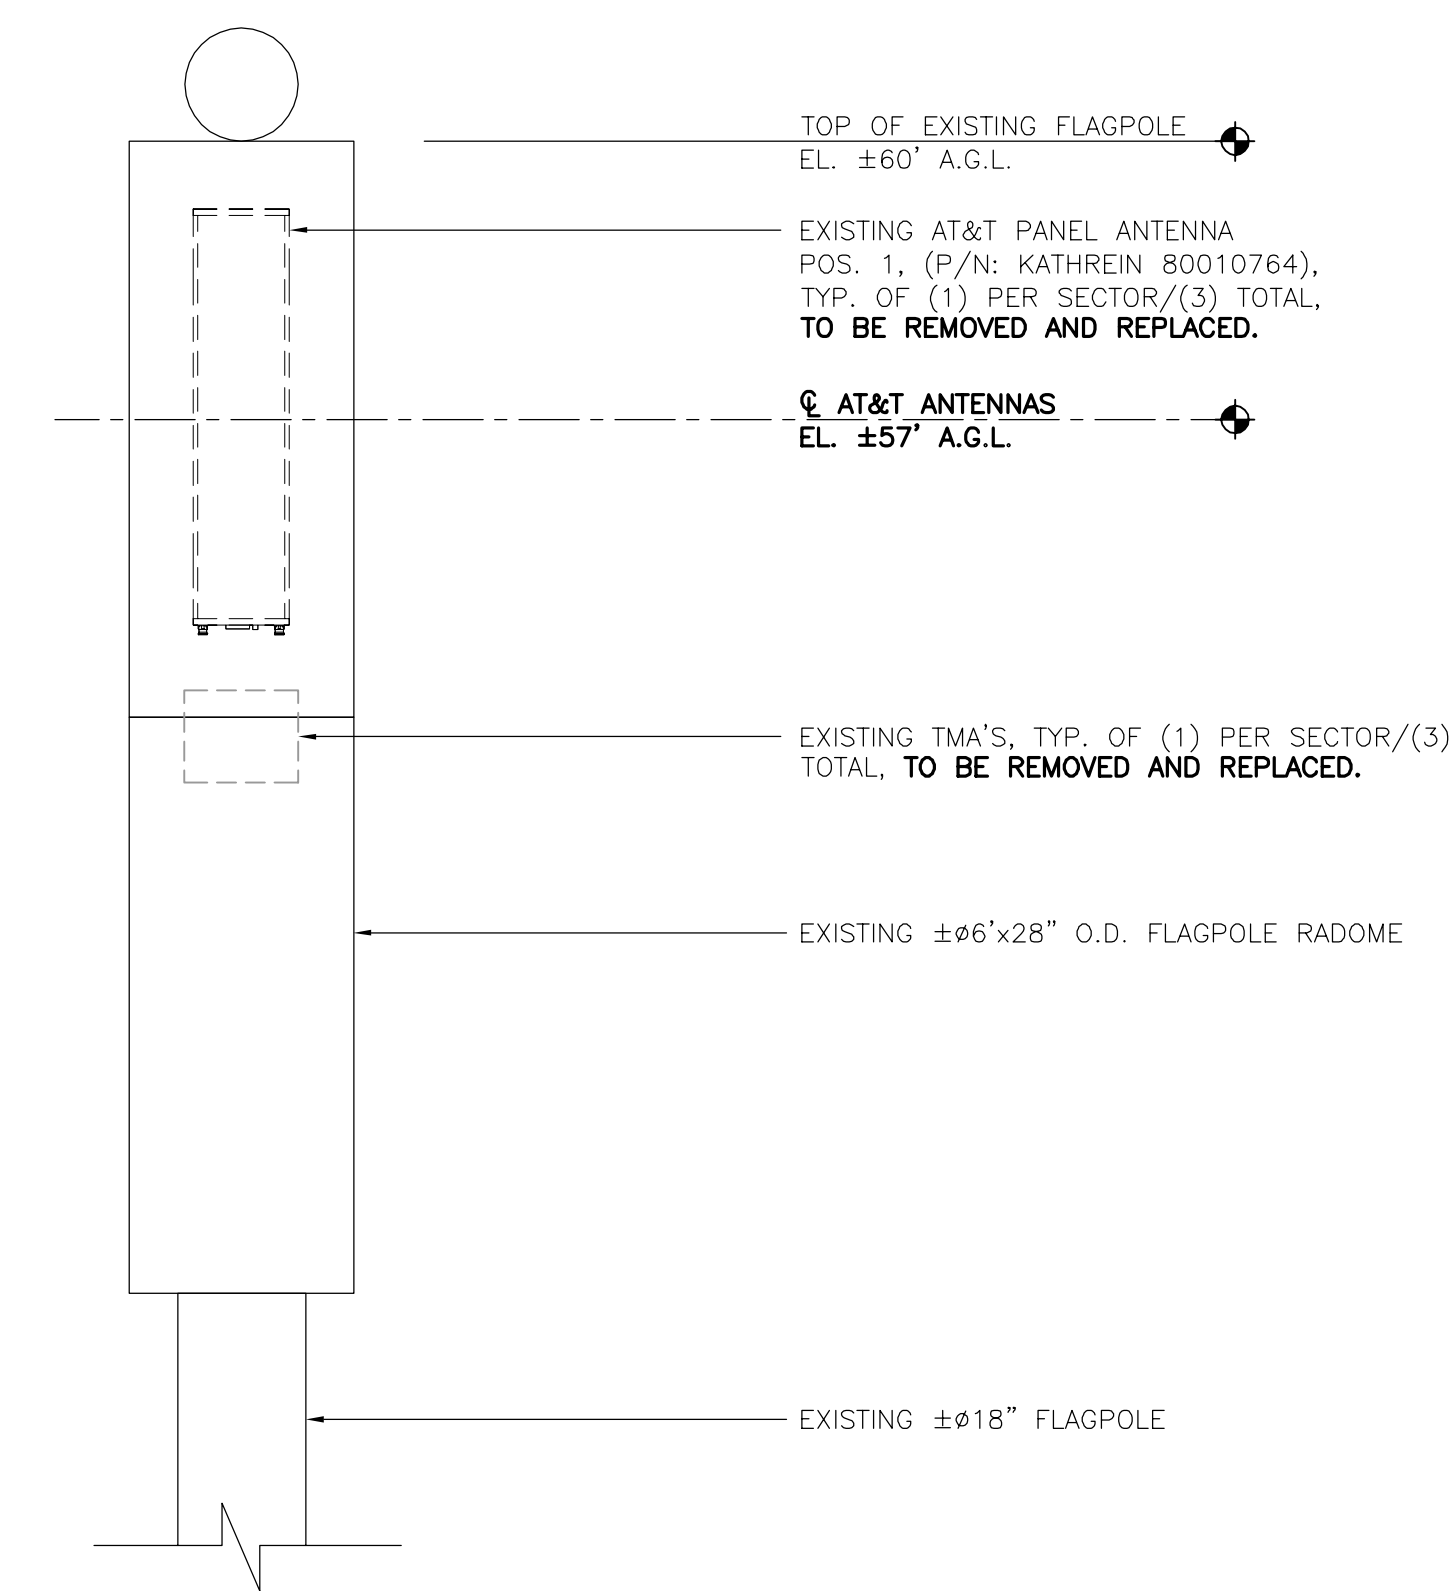 TOP OF EXISTING FLAGPOLE
EL. ±60' A.G.L.
EXISTING AT&T PANEL ANTENNA
POS. 1, (P/N: KATHREIN 80010764),
TYP. OF (1) PER SECTOR/(3) TOTAL,
TO BE REMOVED AND REPLACED.
℄ AT&T ANTENNAS
EL. ±57' A.G.L.
EXISTING TMA'S, TYP. OF (1) PER SECTOR/(3)
TOTAL, TO BE REMOVED AND REPLACED.
EXISTING ±ø6'x28" O.D. FLAGPOLE RADOME
EXISTING ±ø18" FLAGPOLE